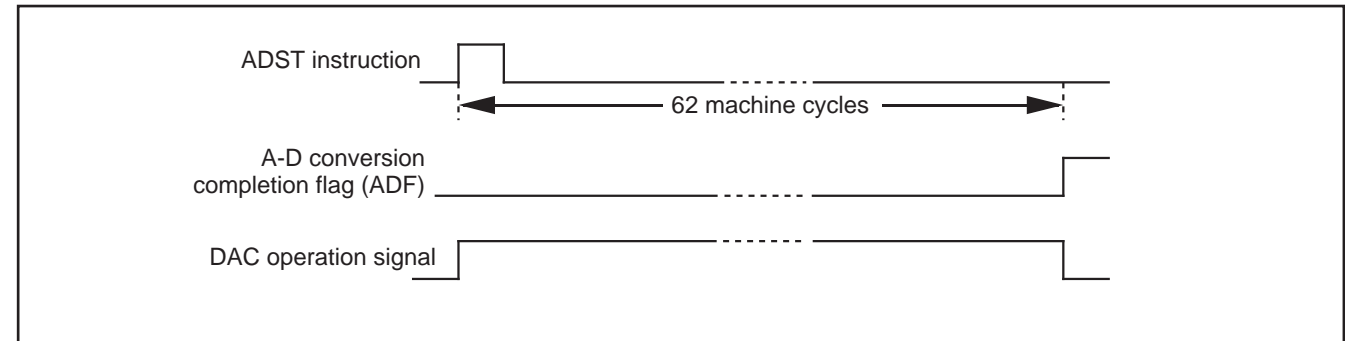 ADST instruction
62 machine cycles
A-D conversion
completion flag (ADF)
DAC operation signal